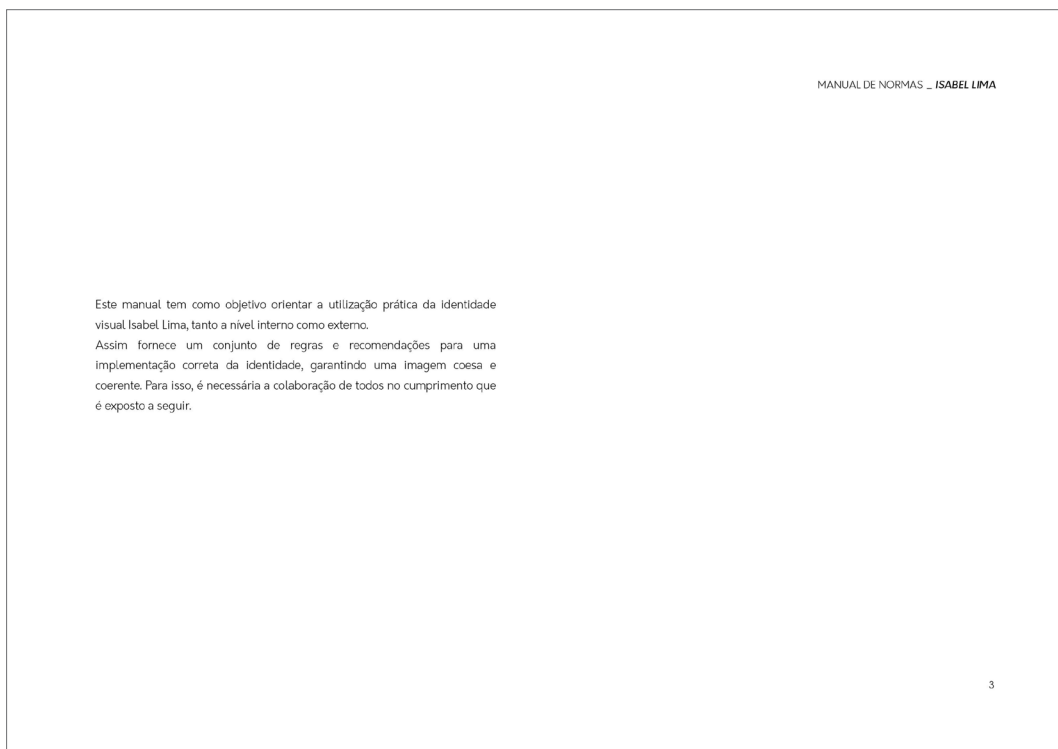 MANUAL DE NORMAS _ ISABEL LIMA
Este manual tem como objetivo orientar a utilização prática da identidade
visual Isabel Lima, tanto a nível interno como externo.
Assim fornece um conjunto de regras e recomendações para uma
implementação correta da identidade, garantindo uma imagem coesa e
coerente. Para isso, é necessária a colaboração de todos no cumprimento que
é exposto a seguir.
3